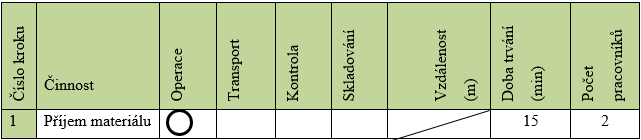 Číslo kroku
Činnost
Operace
Transport
Kontrola
Skladování
Vzdálenost
(m)
Doba trvání
(min)
Počet
pracovníků
1 Příjem materiálu 15 2